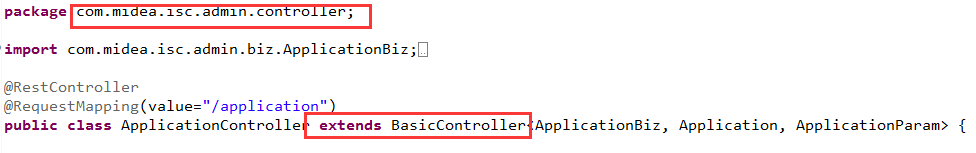 package com.midea.isc.admin.controller;
import com.midea.isc.admin.biz.ApplicationBiz;
@RestController
@RequestMapping(value="/application")
public class ApplicationController extends BasicController<ApplicationBiz, Application, ApplicationParam> {